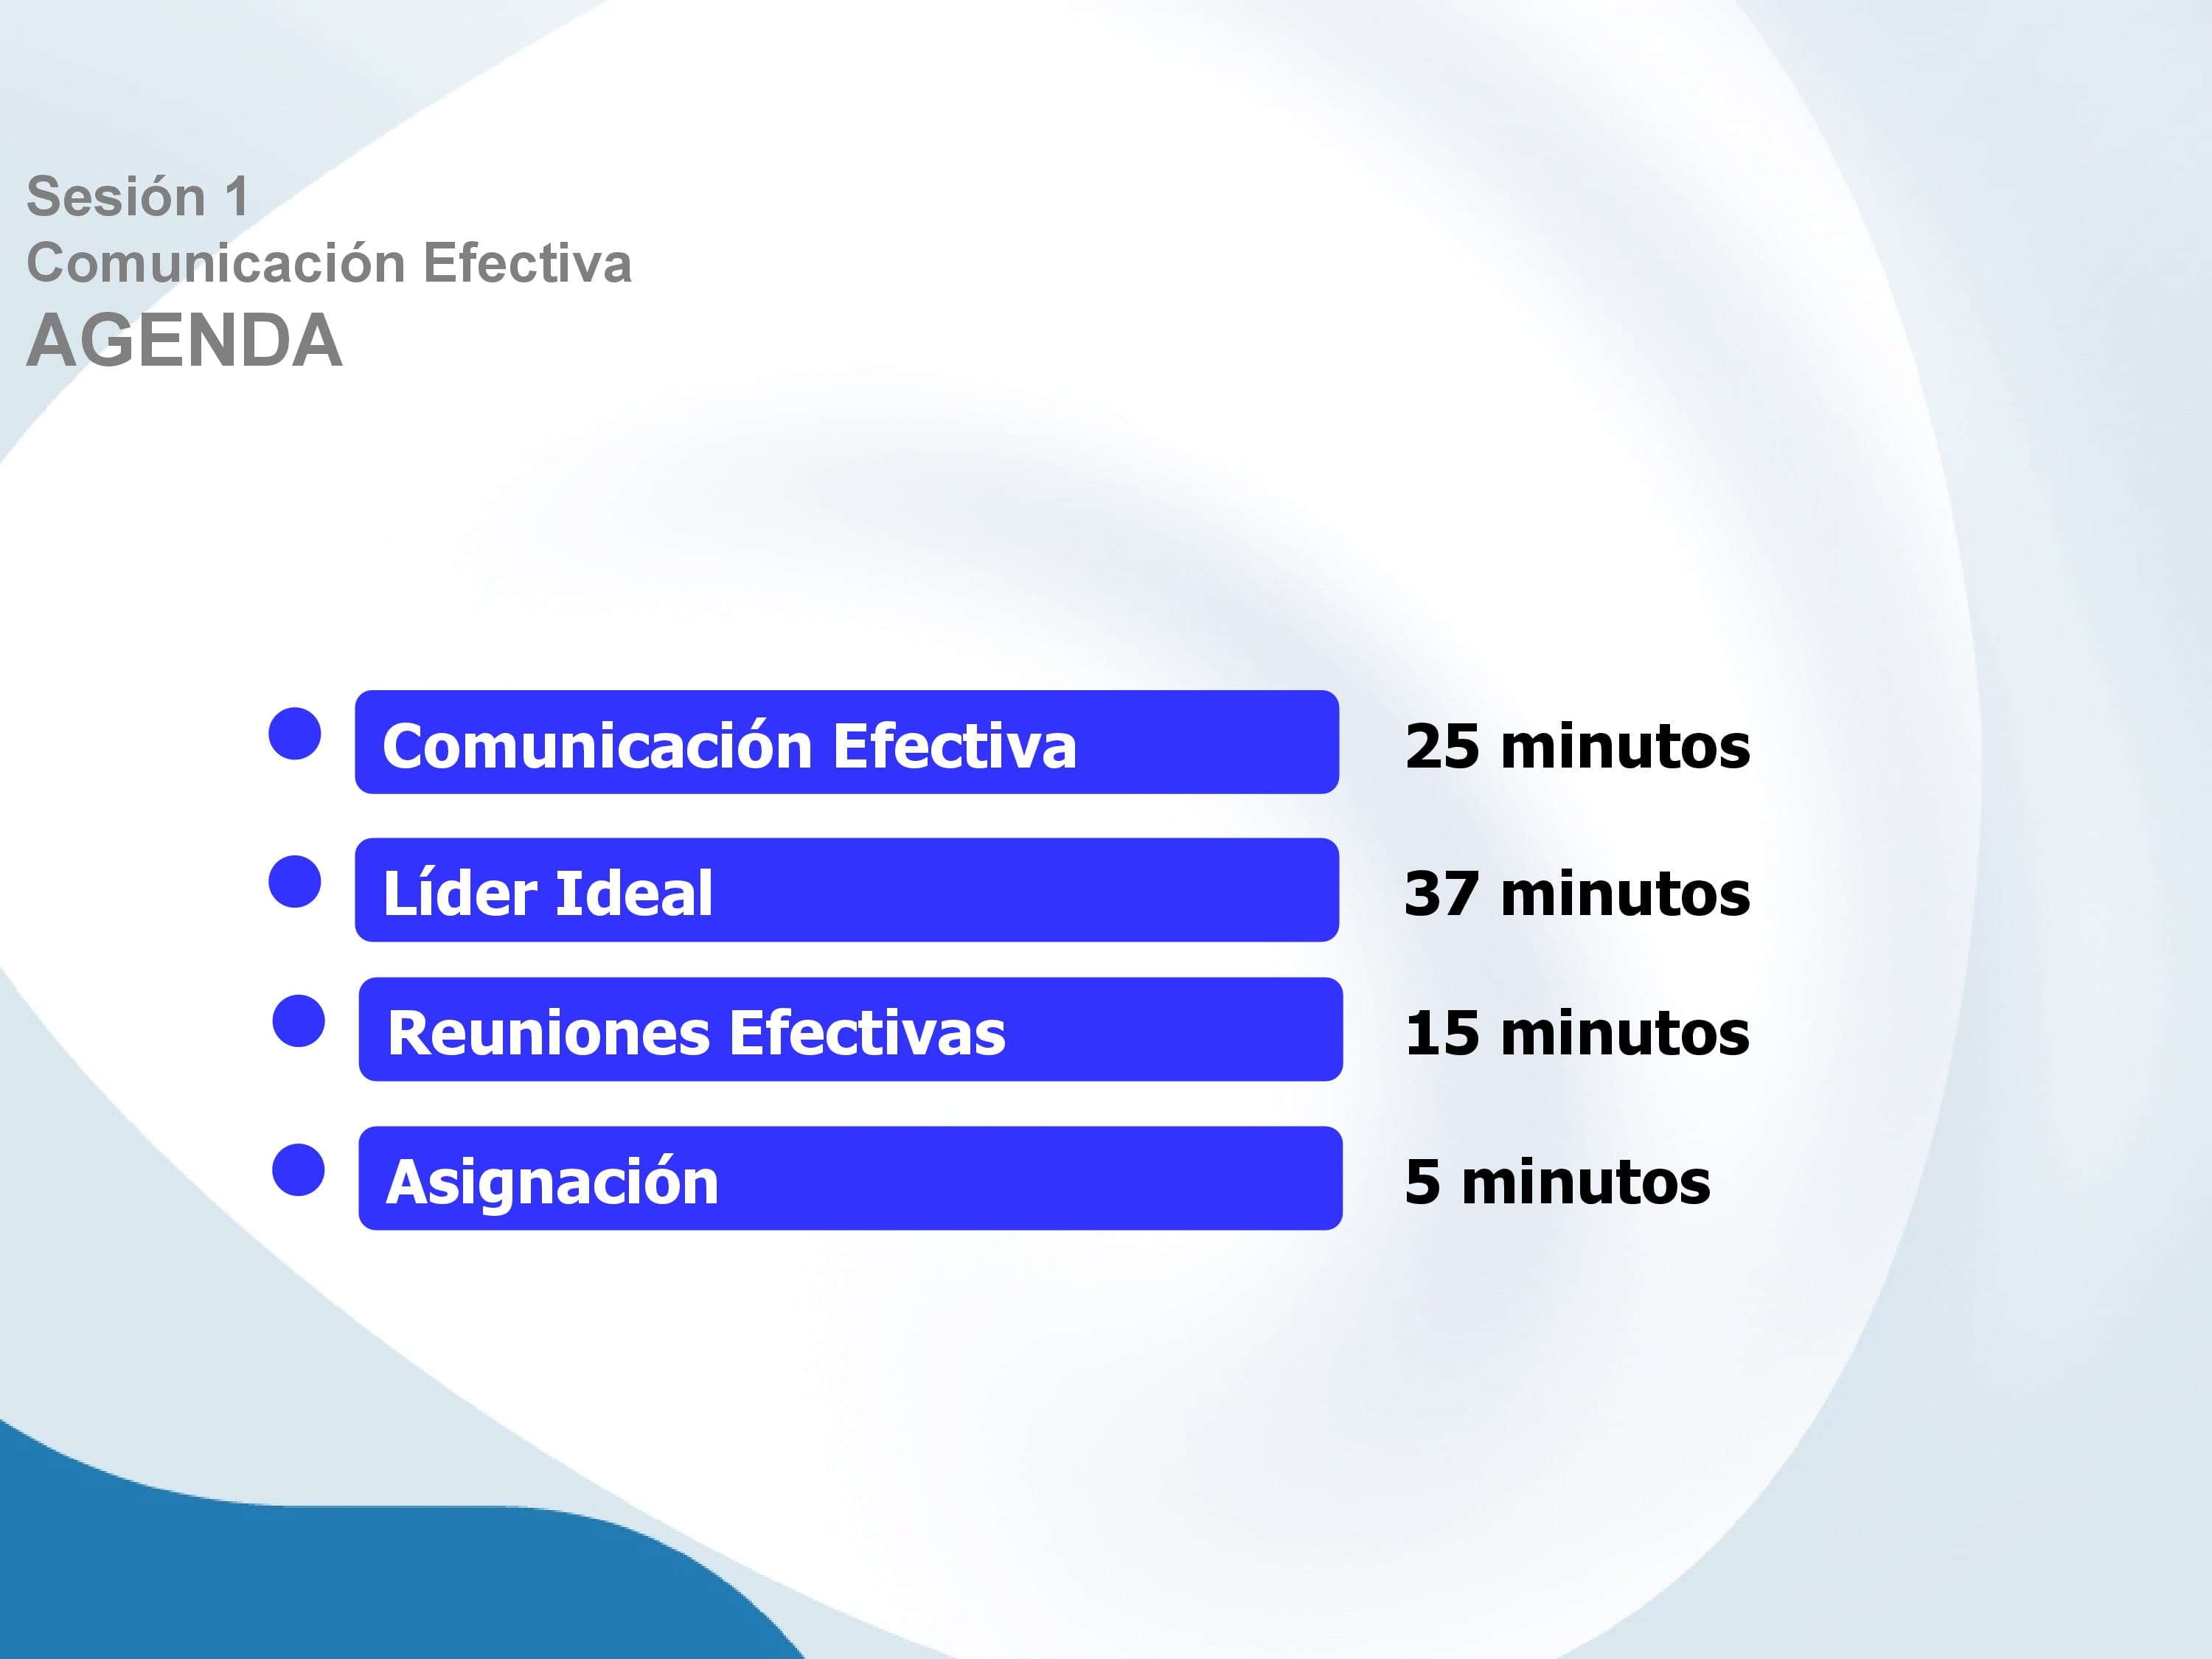 Sesión 1
Comunicación Efectiva
AGENDA
Comunicación Efectiva 25 minutos
Líder Ideal 37 minutos
Reuniones Efectivas 15 minutos
Asignación 5 minutos